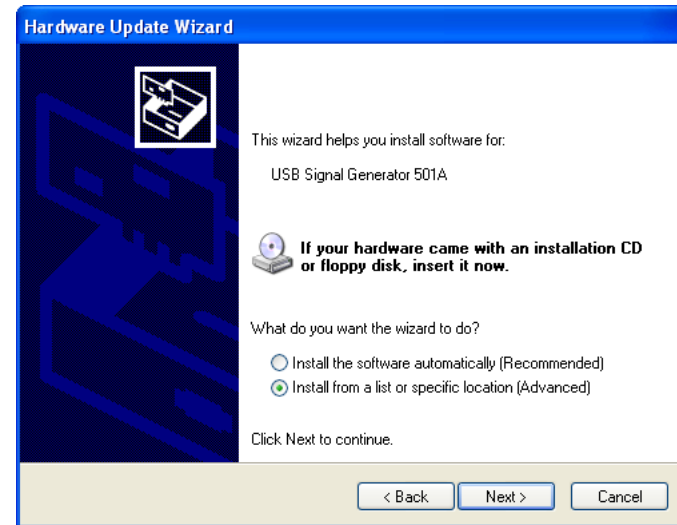 Hardware Update Wizard
This wizard helps you install software for:
USB Signal Generator 501A
If your hardware came with an installation CD
or floppy disk, insert it now.
What do you want the wizard to do?
Install the software automatically (Recommended)
Install from a list or specific location (Advanced)
Click Next to continue.
< Back
Next >
Cancel